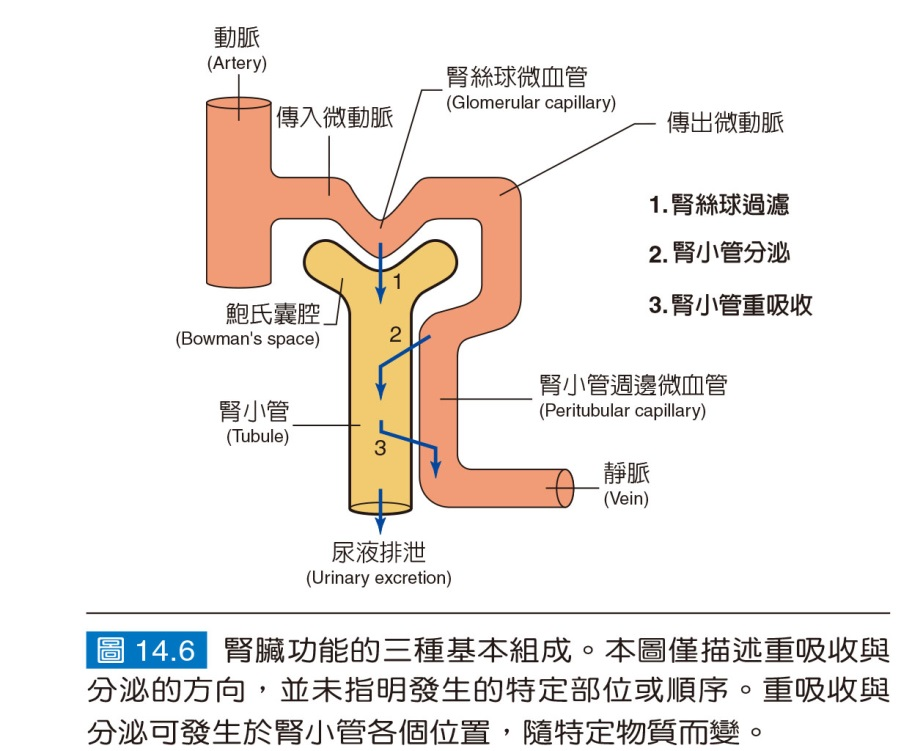 動脈
(Artery)
腎絲球微血管
(Glomerular capillary)
傳入微動脈
傳出微動脈
1.腎絲球過濾
2.腎小管分泌
3.腎小管重吸收
1
鮑氏囊腔
(Bowman's space)
2
腎小管週邊微血管
(Peritubular capillary)
腎小管
(Tubule)
3
靜脈
(Vein)
尿液排泄
(Urinary excretion)
圖 14.6 腎臟功能的三種基本組成。本圖僅描述重吸收與
分泌的方向，並未指明發生的特定部位或順序。重吸收與
分泌可發生於腎小管各個位置，隨特定物質而變。